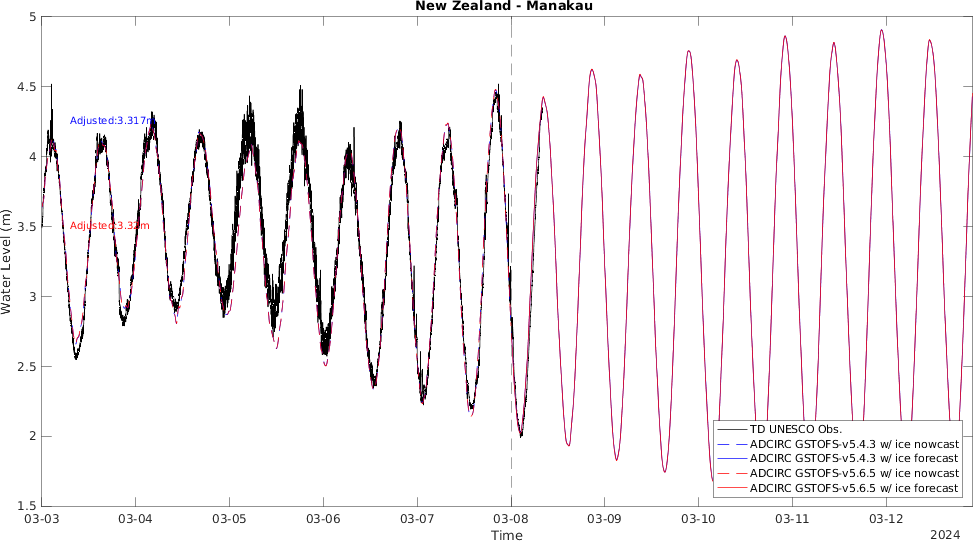 New Zealand - Manakau
Water Level (m)
5
4.5
4
3.5
3
2.5
2
1.5
Adjusted:3.317m
Adjusted:3.32m
TD UNESCO Obs.
ADCIRC GSTOFS-v5.4.3 w/ ice nowcast
ADCIRC GSTOFS-v5.4.3 w/ ice forecast
ADCIRC GSTOFS-v5.6.5 w/ ice nowcast
ADCIRC GSTOFS-v5.6.5 w/ ice forecast
03-03 03-04 03-05 03-06 03-07 03-08 03-09 03-10 03-11 03-12
Time
2024